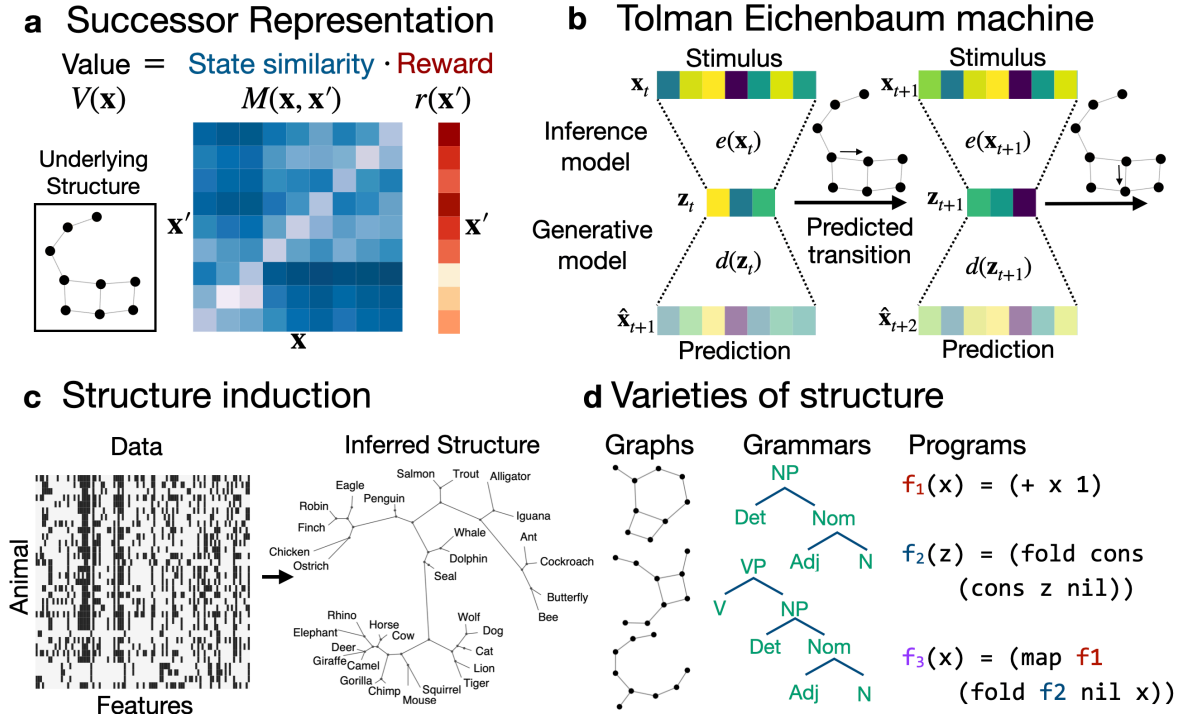 a Successor Representation
Value = State similarity · Reward
V(x) M(x, x′) r(x′)
Underlying
Structure
x′
x′
x
b Tolman Eichenbaum machine
Stimulus Stimulus
xₜ xₜ₊₁
Inference
model
e(xₜ) e(xₜ₊₁)
zₜ zₜ₊₁
Predicted
transition
Generative
model
d(zₜ) d(zₜ₊₁)
x̂ₜ₊₁ x̂ₜ₊₂
Prediction Prediction
c Structure induction
Data
Animal
Features
Inferred Structure
Salmon
Trout
Alligator
Eagle
Penguin
Robin
Finch
Iguana
Chicken
Ostrich
Whale
Dolphin
Seal
Ant
Cockroach
Butterfly
Bee
Rhino
Horse
Elephant
Cow
Deer
Giraffe
Camel
Gorilla
Chimp
Mouse
Squirrel
Wolf
Dog
Cat
Lion
Tiger
d Varieties of structure
Graphs Grammars Programs
NP
Det Nom
Adj N
VP
V NP
Det Nom
Adj N
f₁(x) = (+ x 1)
f₂(z) = (fold cons
(cons z nil))
f₃(x) = (map f1
(fold f2 nil x))